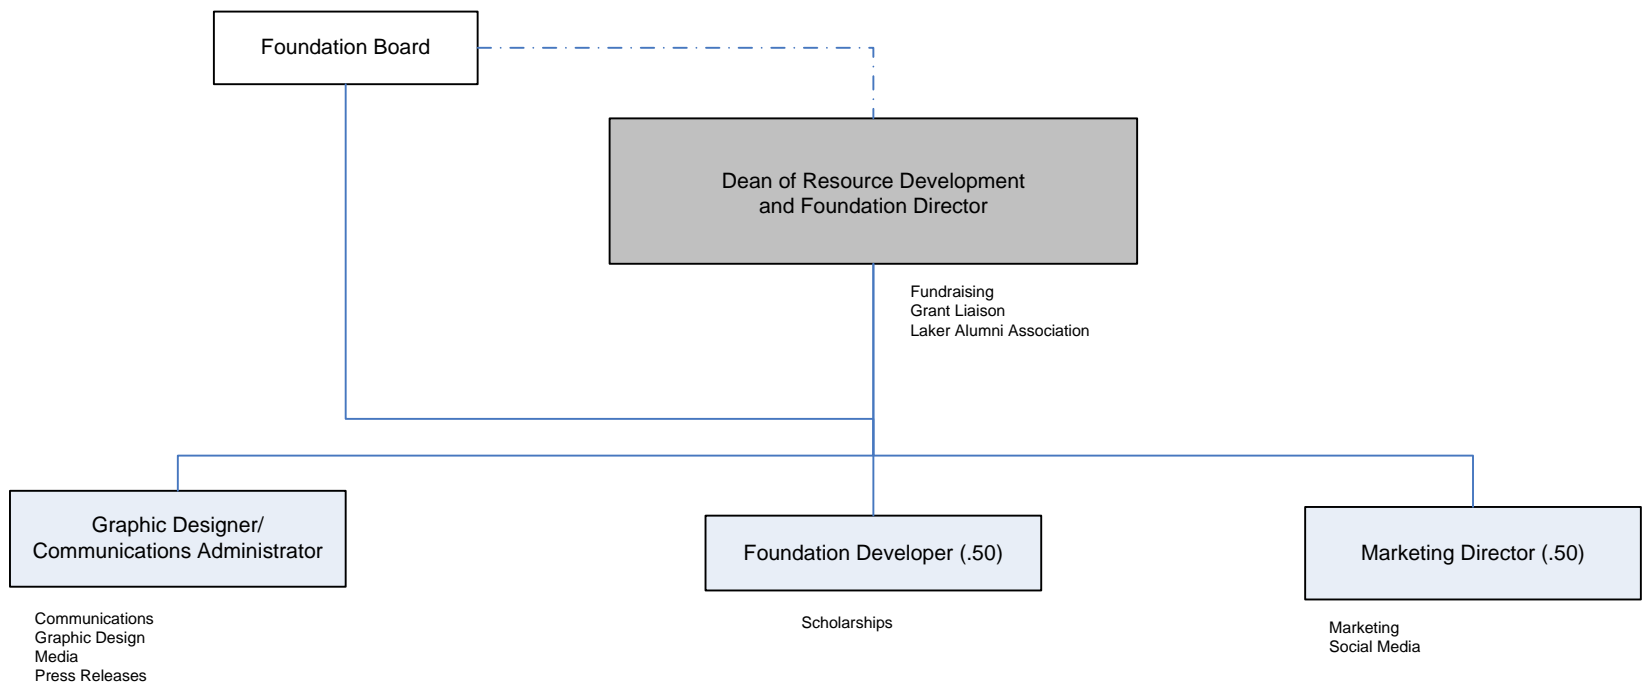 Foundation Board
Dean of Resource Development
and Foundation Director
Fundraising
Grant Liaison
Laker Alumni Association
Graphic Designer/
Communications Administrator
Communications
Graphic Design
Media
Press Releases
Foundation Developer (.50)
Scholarships
Marketing Director (.50)
Marketing
Social Media